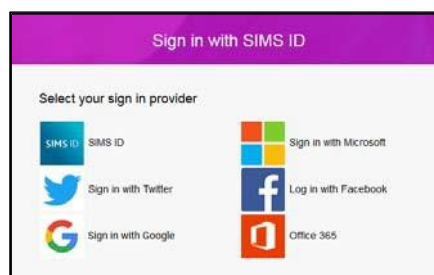 Sign in with SIMS ID
Select your sign in provider
SIMS ID SIMS ID Sign in with Microsoft
Sign in with Twitter Log in with Facebook
Sign in with Google Office 365